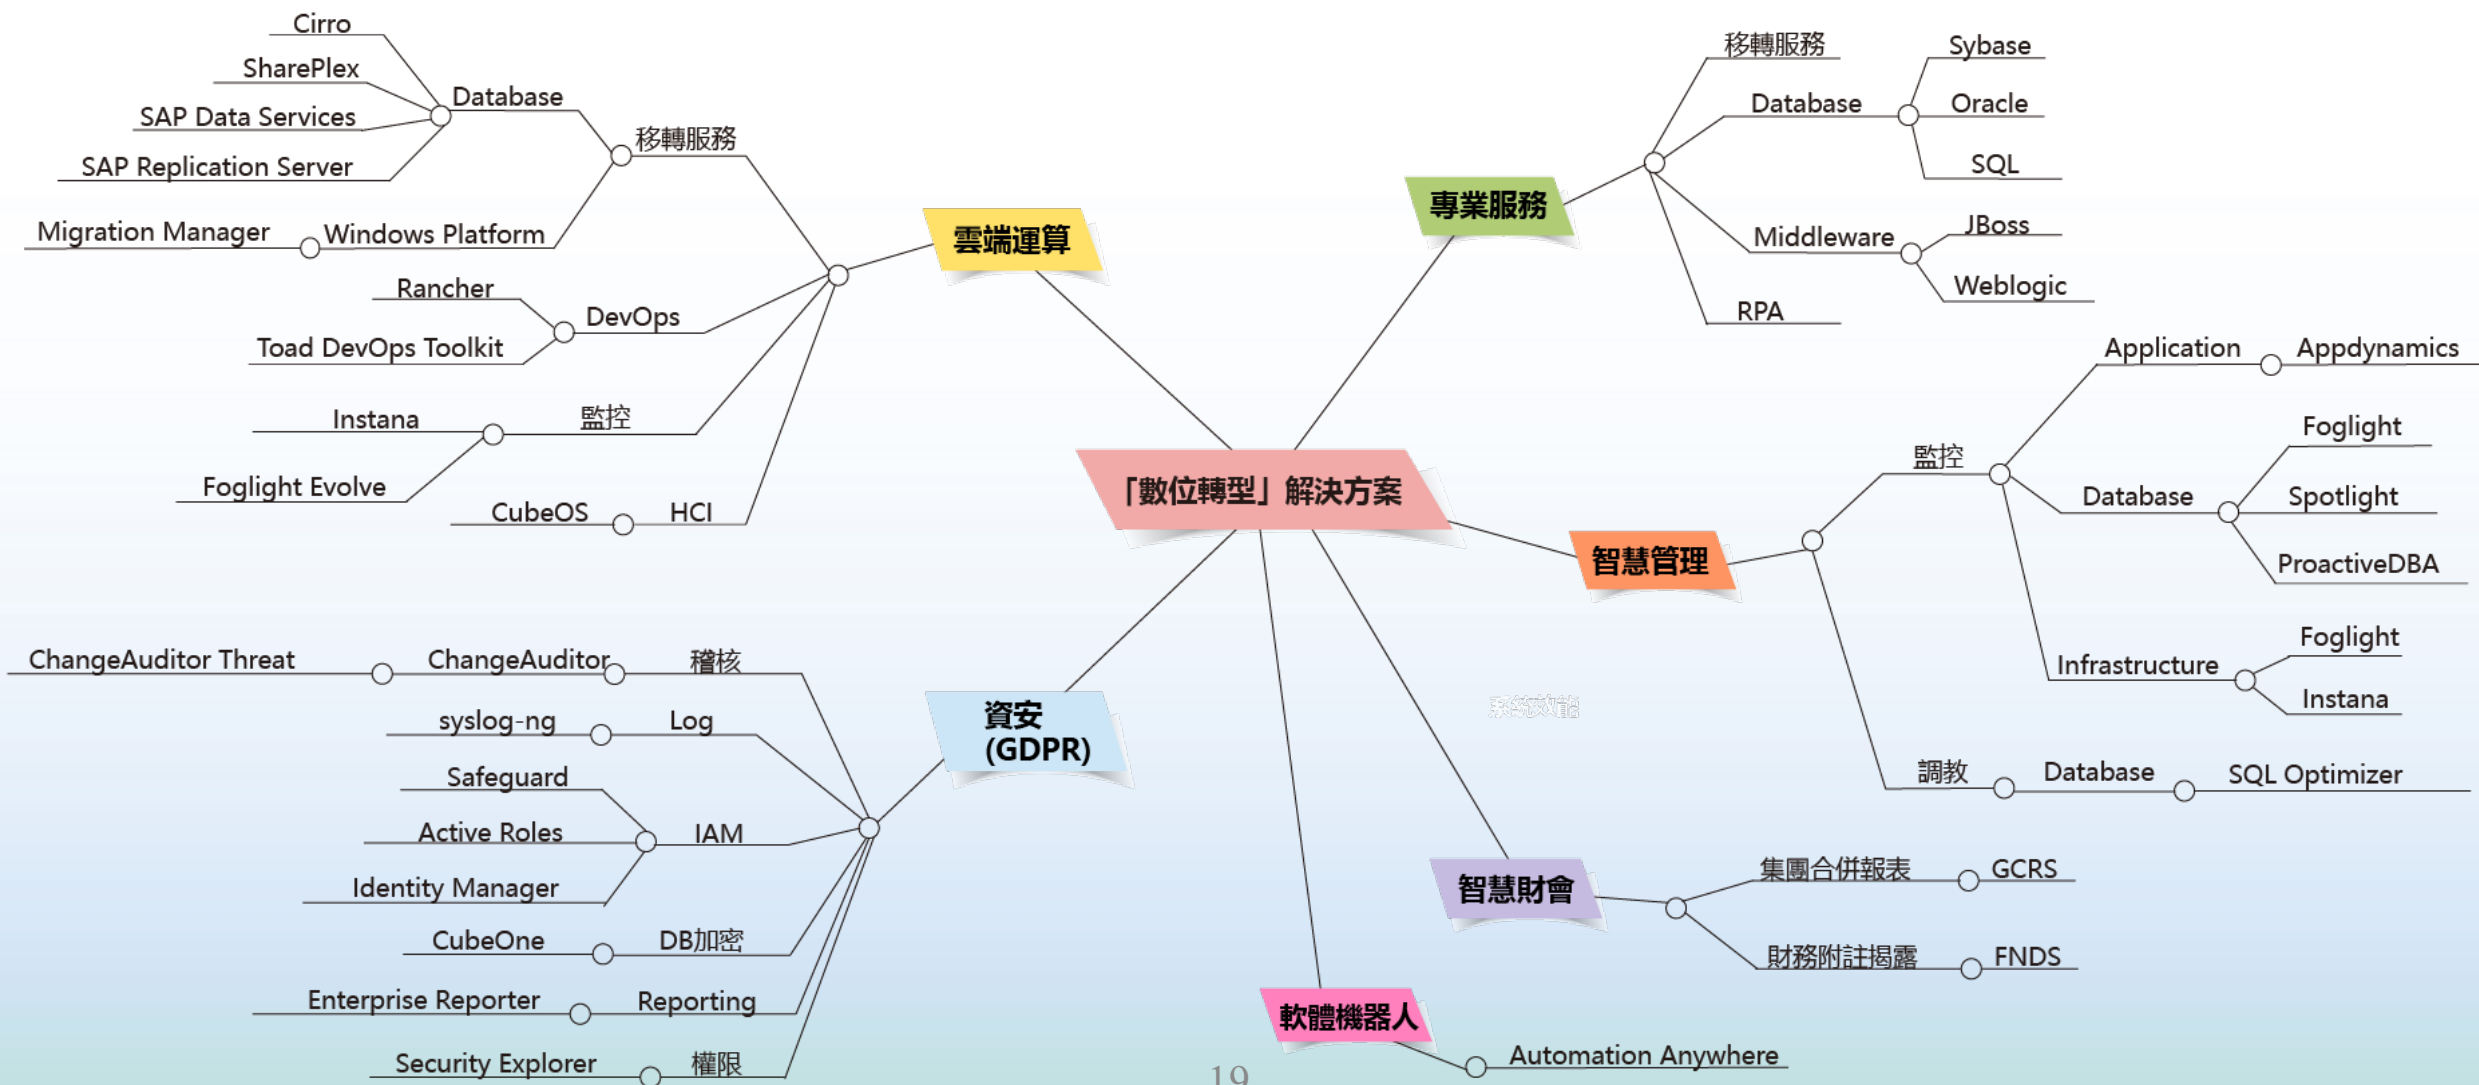 「數位轉型」解決方案
雲端運算
移轉服務
Database
Cirro
SharePlex
SAP Data Services
SAP Replication Server
Windows Platform
Migration Manager
DevOps
Rancher
Toad DevOps Toolkit
監控
Instana
Foglight Evolve
HCI
CubeOS
資安
(GDPR)
稽核
ChangeAuditor
ChangeAuditor Threat
Log
syslog-ng
IAM
Safeguard
Active Roles
Identity Manager
DB加密
CubeOne
Reporting
Enterprise Reporter
權限
Security Explorer
專業服務
移轉服務
Database
Sybase
Oracle
SQL
Middleware
JBoss
Weblogic
RPA
智慧管理
監控
Application
Appdynamics
Database
Foglight
Spotlight
ProactiveDBA
Infrastructure
Foglight
Instana
調教
Database
SQL Optimizer
系統效能
智慧財會
集團合併報表
GCRS
財務附註揭露
FNDS
軟體機器人
Automation Anywhere
19